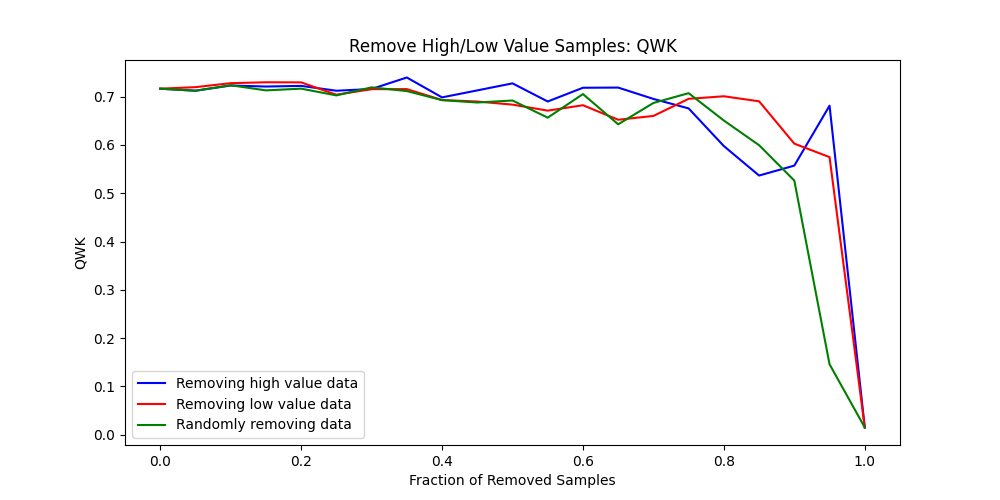 Remove High/Low Value Samples: QWK
QWK
0.7
0.6
0.5
0.4
0.3
0.2
0.1
0.0
Removing high value data
Removing low value data
Randomly removing data
0.0 0.2 0.4 0.6 0.8 1.0
Fraction of Removed Samples